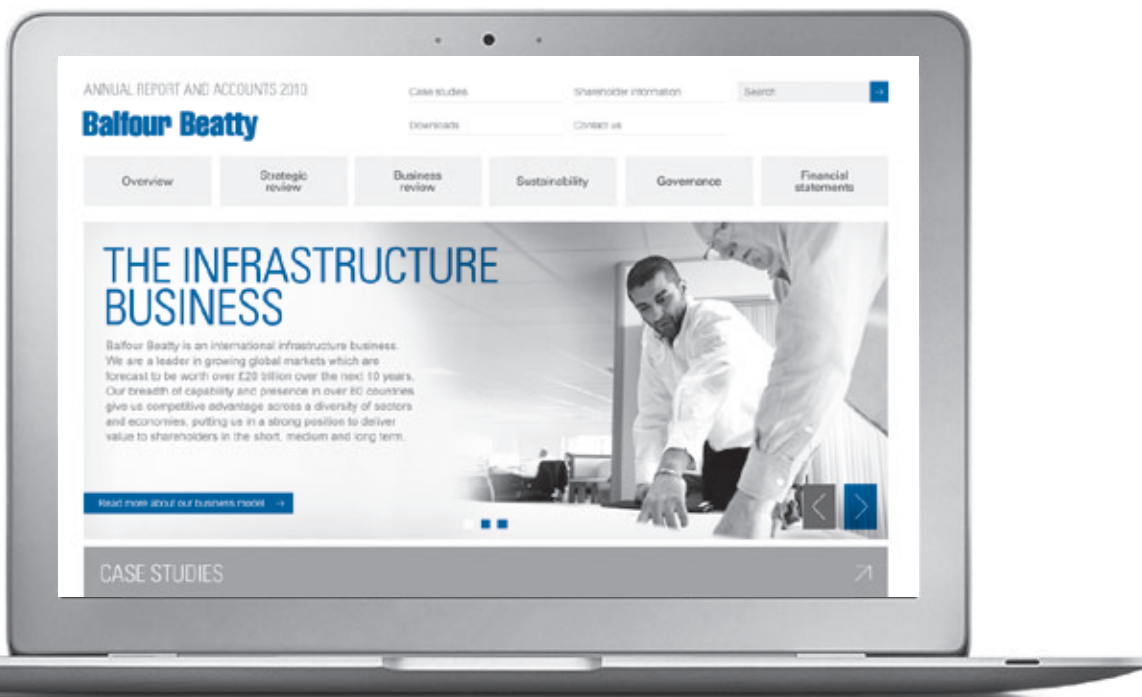 ANNUAL REPORT AND ACCOUNTS 2010
Balfour Beatty
Case studies
Shareholder information
Search
Downloads
Contact us
Overview
Strategic
review
Business
review
Sustainability
Governance
Financial
statements
THE INFRASTRUCTURE
BUSINESS
Balfour Beatty is an international infrastructure business.
We are a leader in growing global markets which are
forecast to be worth over £20 trillion over the next 10 years.
Our breadth of capability and presence in over 80 countries
give us competitive advantage across a diversity of sectors
and economies, putting us in a strong position to deliver
value to shareholders in the short, medium and long term.
Read more about our business model
CASE STUDIES